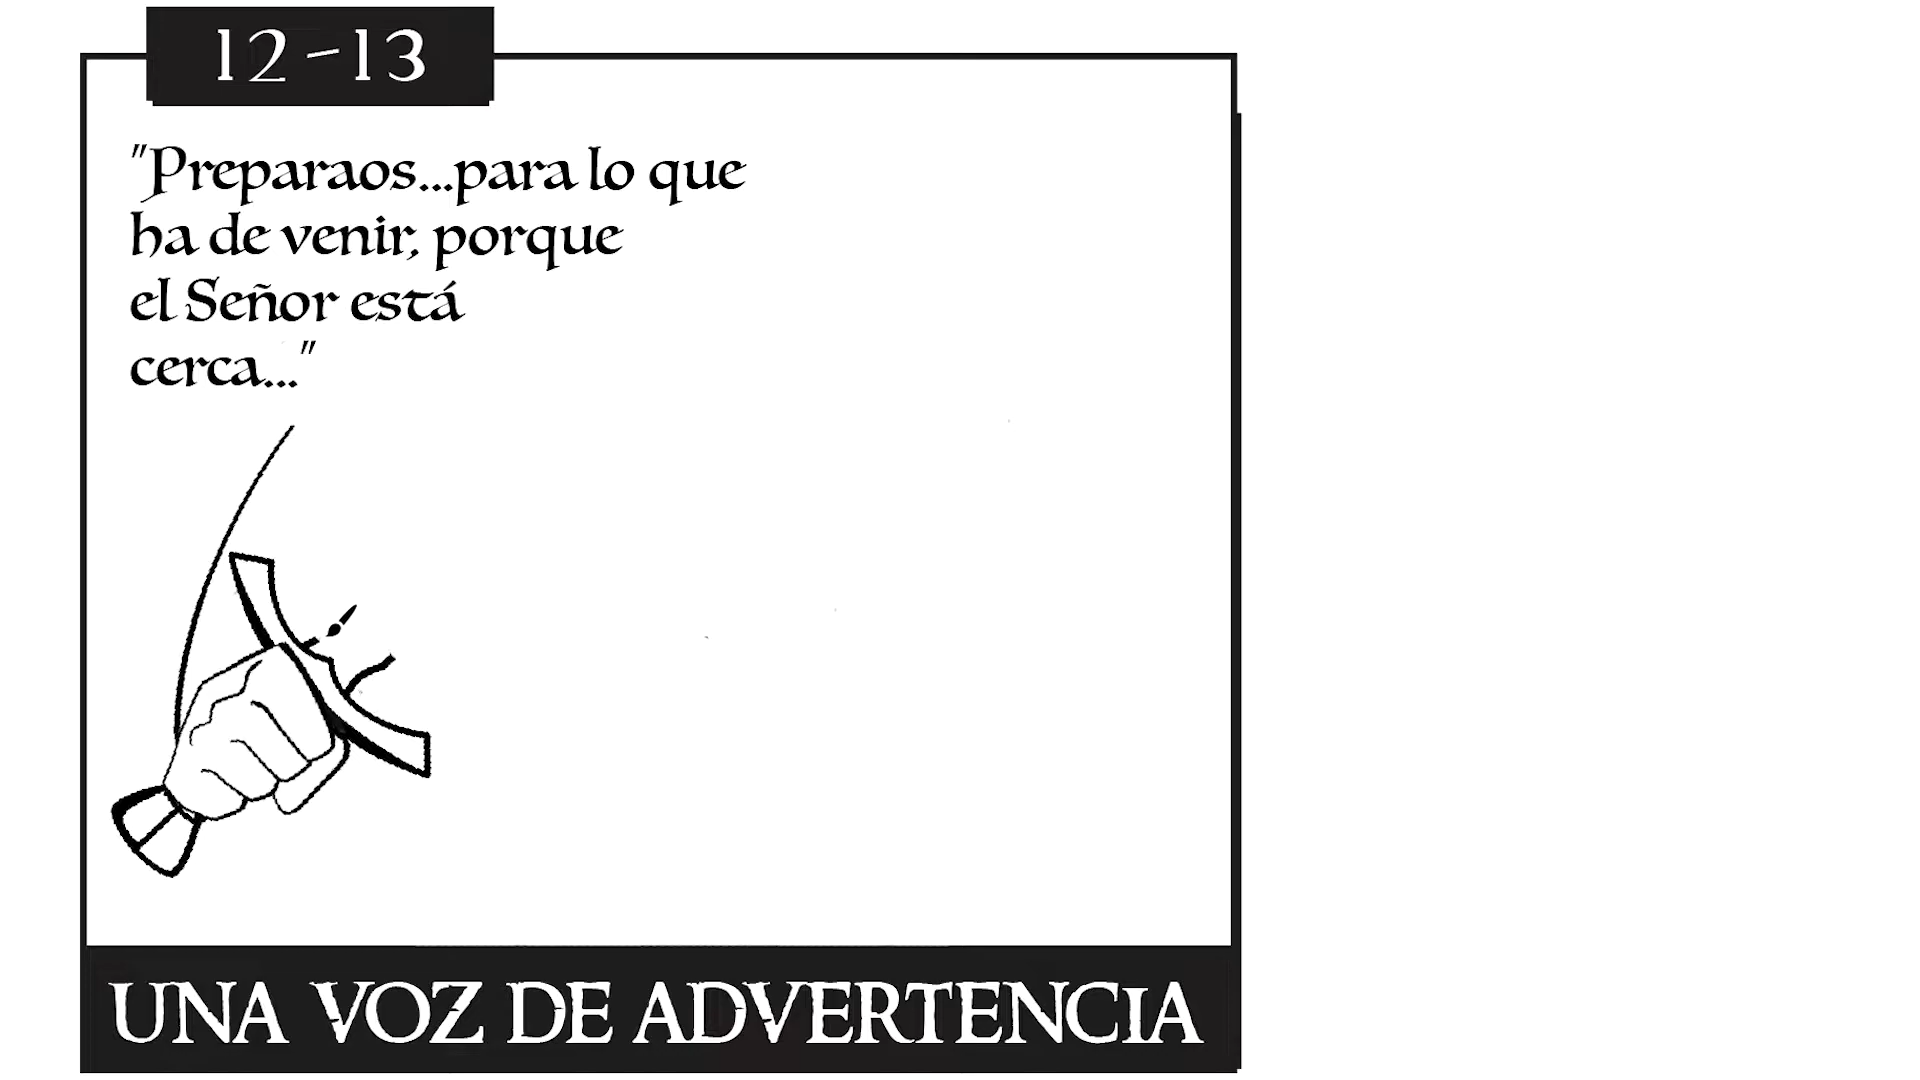 12-13
"Preparaos...para lo que
ha de venir, porque
el Señor está
cerca..."
UNA VOZ DE ADVERTENCIA